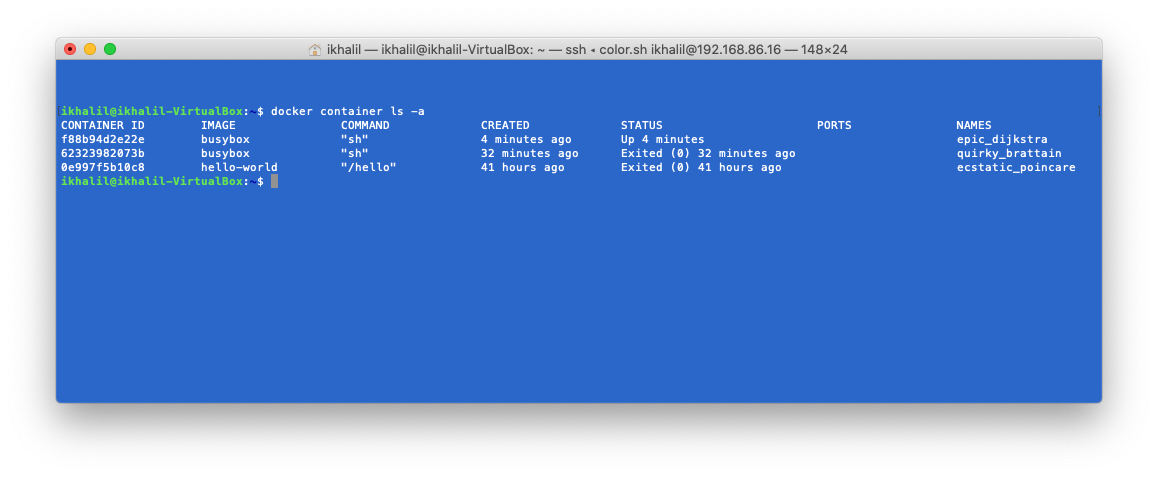 ikhalil — ikhalil@ikhalil-VirtualBox: ~ — ssh ◂ color.sh ikhalil@192.168.86.16 — 148×24
ikhalil@ikhalil-VirtualBox:~$ docker container ls -a
CONTAINER ID        IMAGE               COMMAND             CREATED             STATUS                      PORTS               NAMES
f88b94d2e22e        busybox             "sh"                4 minutes ago       Up 4 minutes                                    epic_dijkstra
62323982073b        busybox             "sh"                32 minutes ago      Exited (0) 32 minutes ago                       quirky_brattain
0e997f5b10c8        hello-world         "/hello"            41 hours ago        Exited (0) 41 hours ago                         ecstatic_poincare
ikhalil@ikhalil-VirtualBox:~$